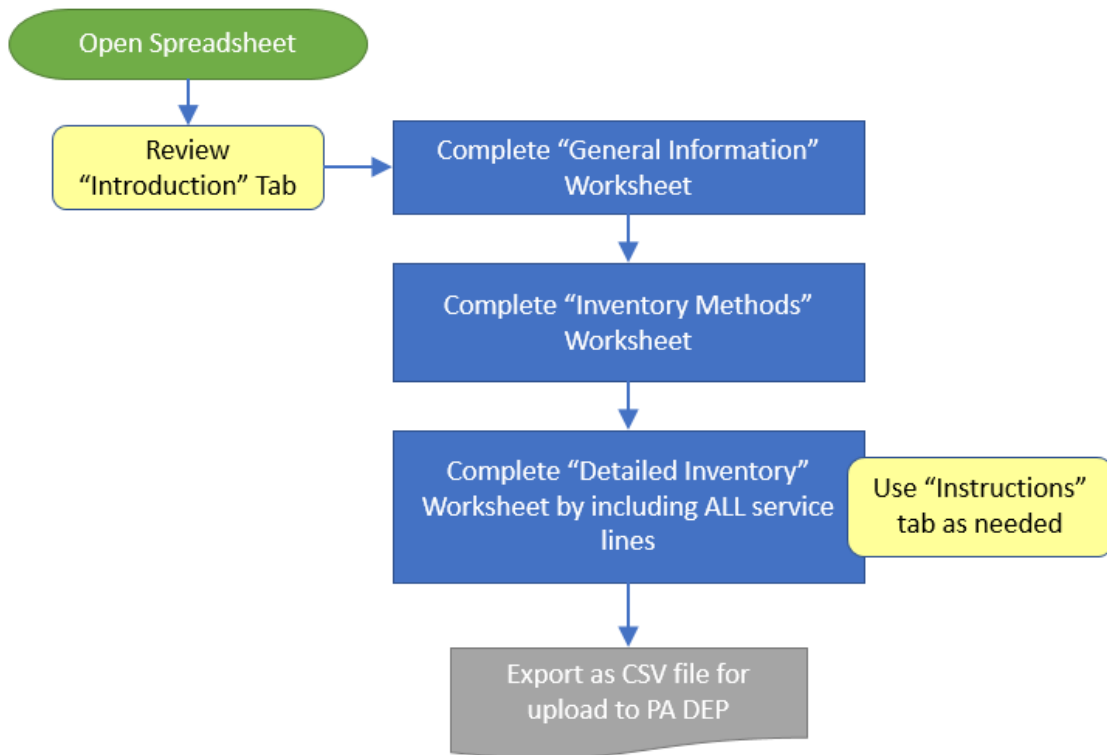 Open Spreadsheet
Review
“Introduction” Tab
Complete “General Information”
Worksheet
Complete “Inventory Methods”
Worksheet
Complete “Detailed Inventory”
Worksheet by including ALL service
lines
Use “Instructions”
tab as needed
Export as CSV file for
upload to PA DEP